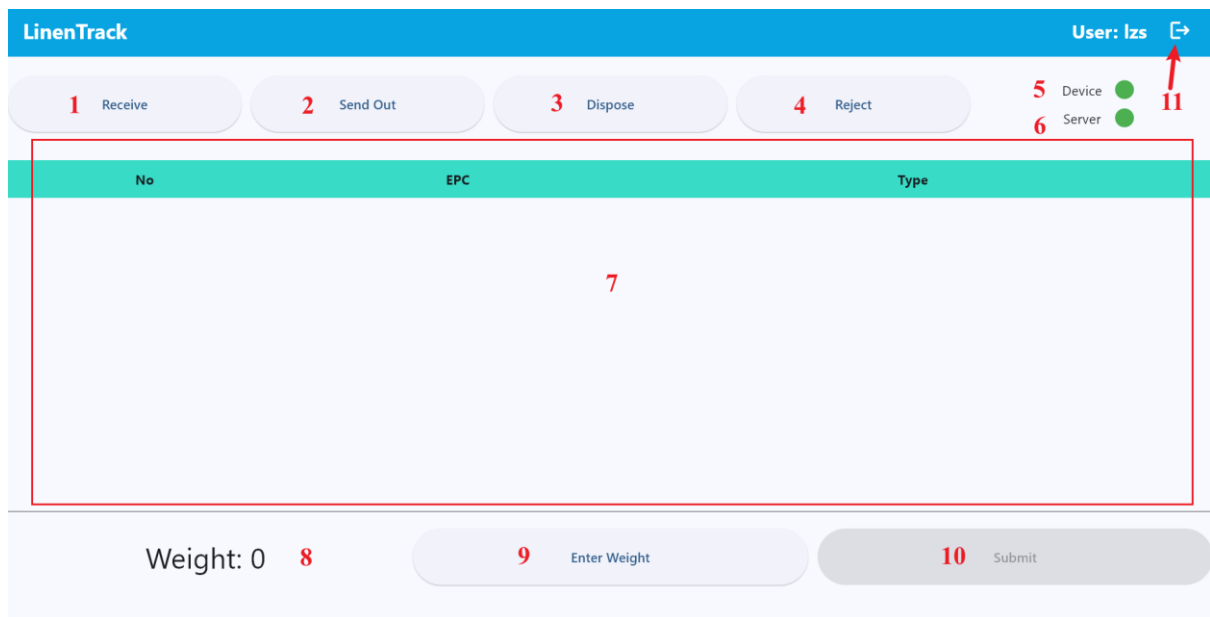 LinenTrack User: lzs
1 Receive 2 Send Out 3 Dispose 4 Reject 5 Device 11
6 Server
No EPC Type
7
Weight: 0 8 9 Enter Weight 10 Submit